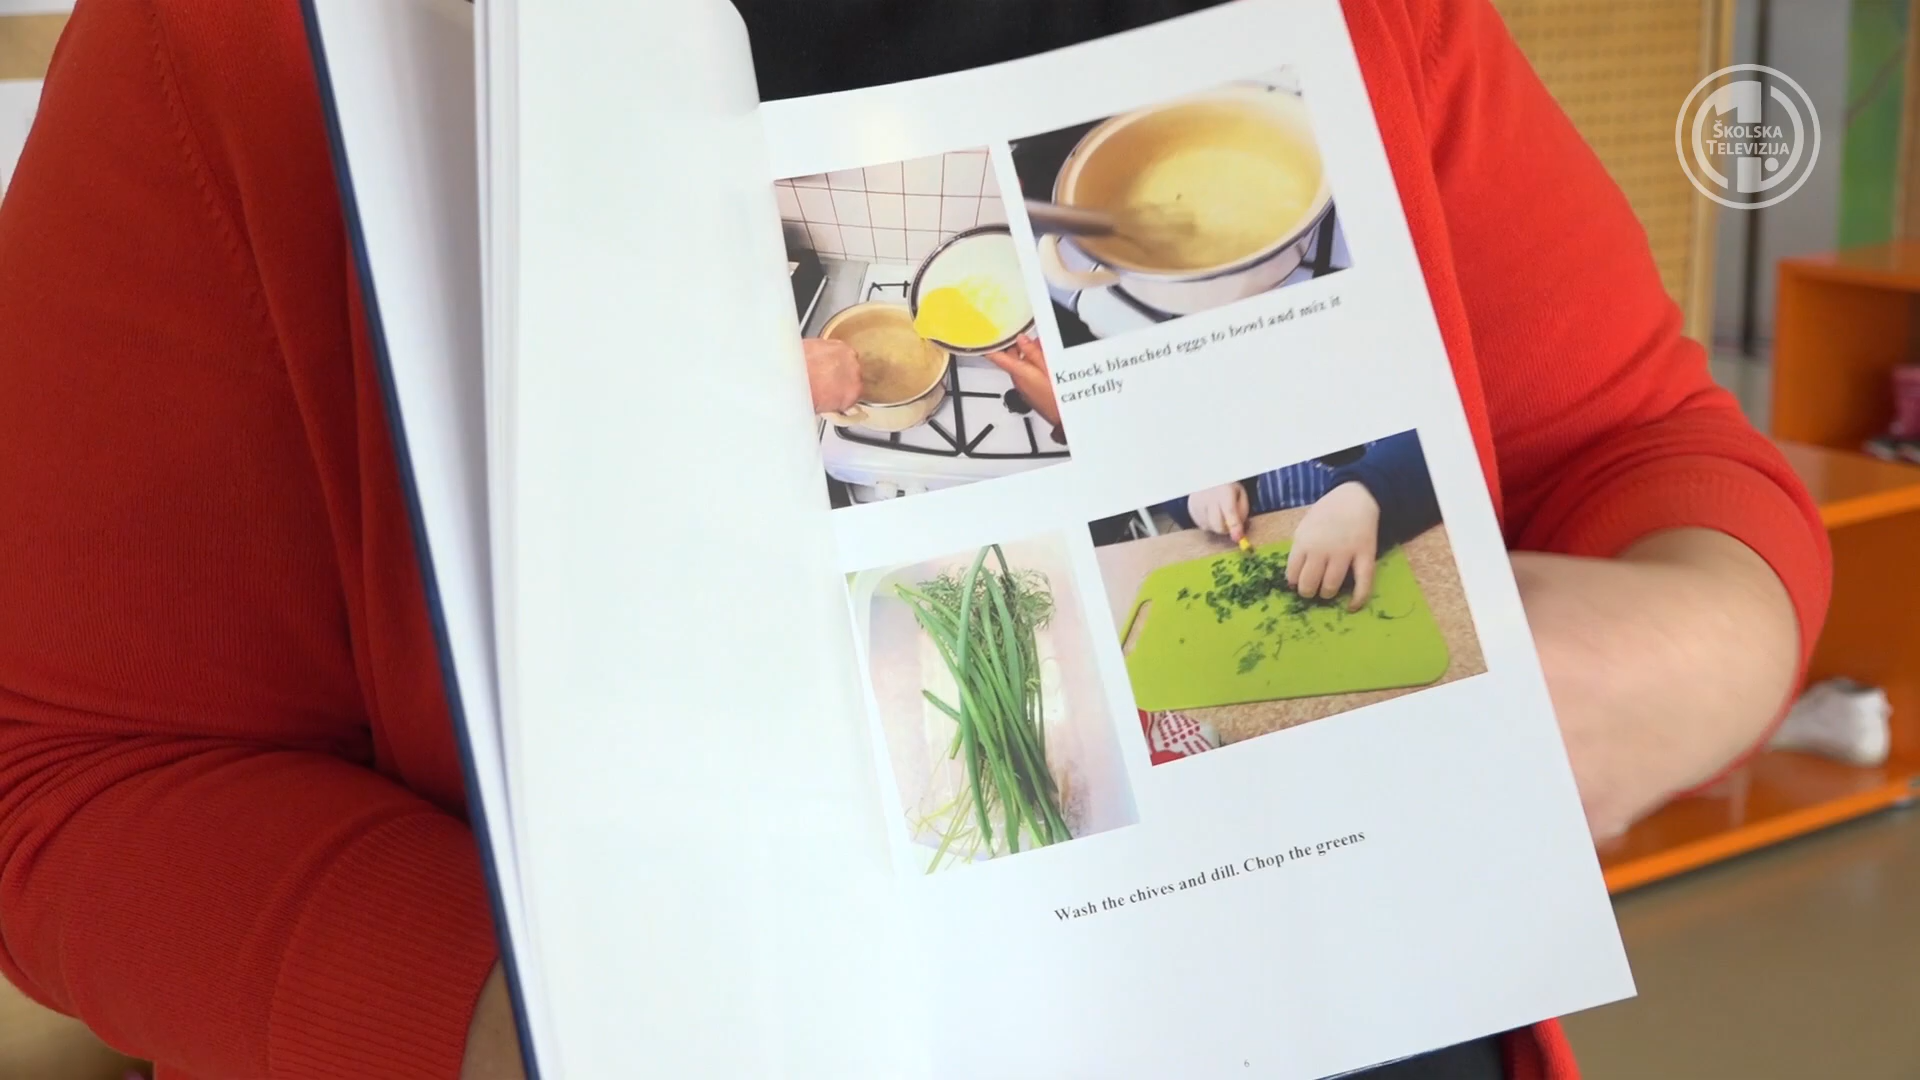 ŠKOLSKA
TELEVIZIJA
Knock blanched eggs to bowl and mix it
carefully
Wash the chives and dill. Chop the greens
6